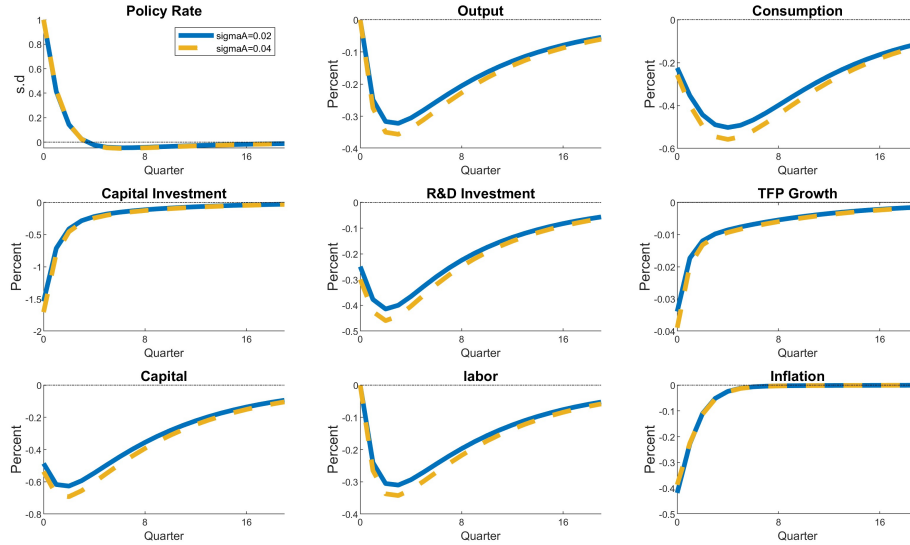 Policy Rate
1
0.8
0.6
0.4
0.2
0
s.d
0
8
16
Quarter
sigmaA=0.02
sigmaA=0.04
Output
0
-0.1
-0.2
-0.3
-0.4
Percent
0
8
16
Quarter
Consumption
0
-0.2
-0.4
-0.6
Percent
0
8
16
Quarter
Capital Investment
0
-0.5
-1
-1.5
-2
Percent
0
8
16
Quarter
R&D Investment
0
-0.1
-0.2
-0.3
-0.4
-0.5
Percent
0
8
16
Quarter
TFP Growth
0
-0.01
-0.02
-0.03
-0.04
Percent
0
8
16
Quarter
Capital
0
-0.2
-0.4
-0.6
-0.8
Percent
0
8
16
Quarter
labor
0
-0.1
-0.2
-0.3
-0.4
Percent
0
8
16
Quarter
Inflation
0
-0.1
-0.2
-0.3
-0.4
-0.5
Percent
0
8
16
Quarter